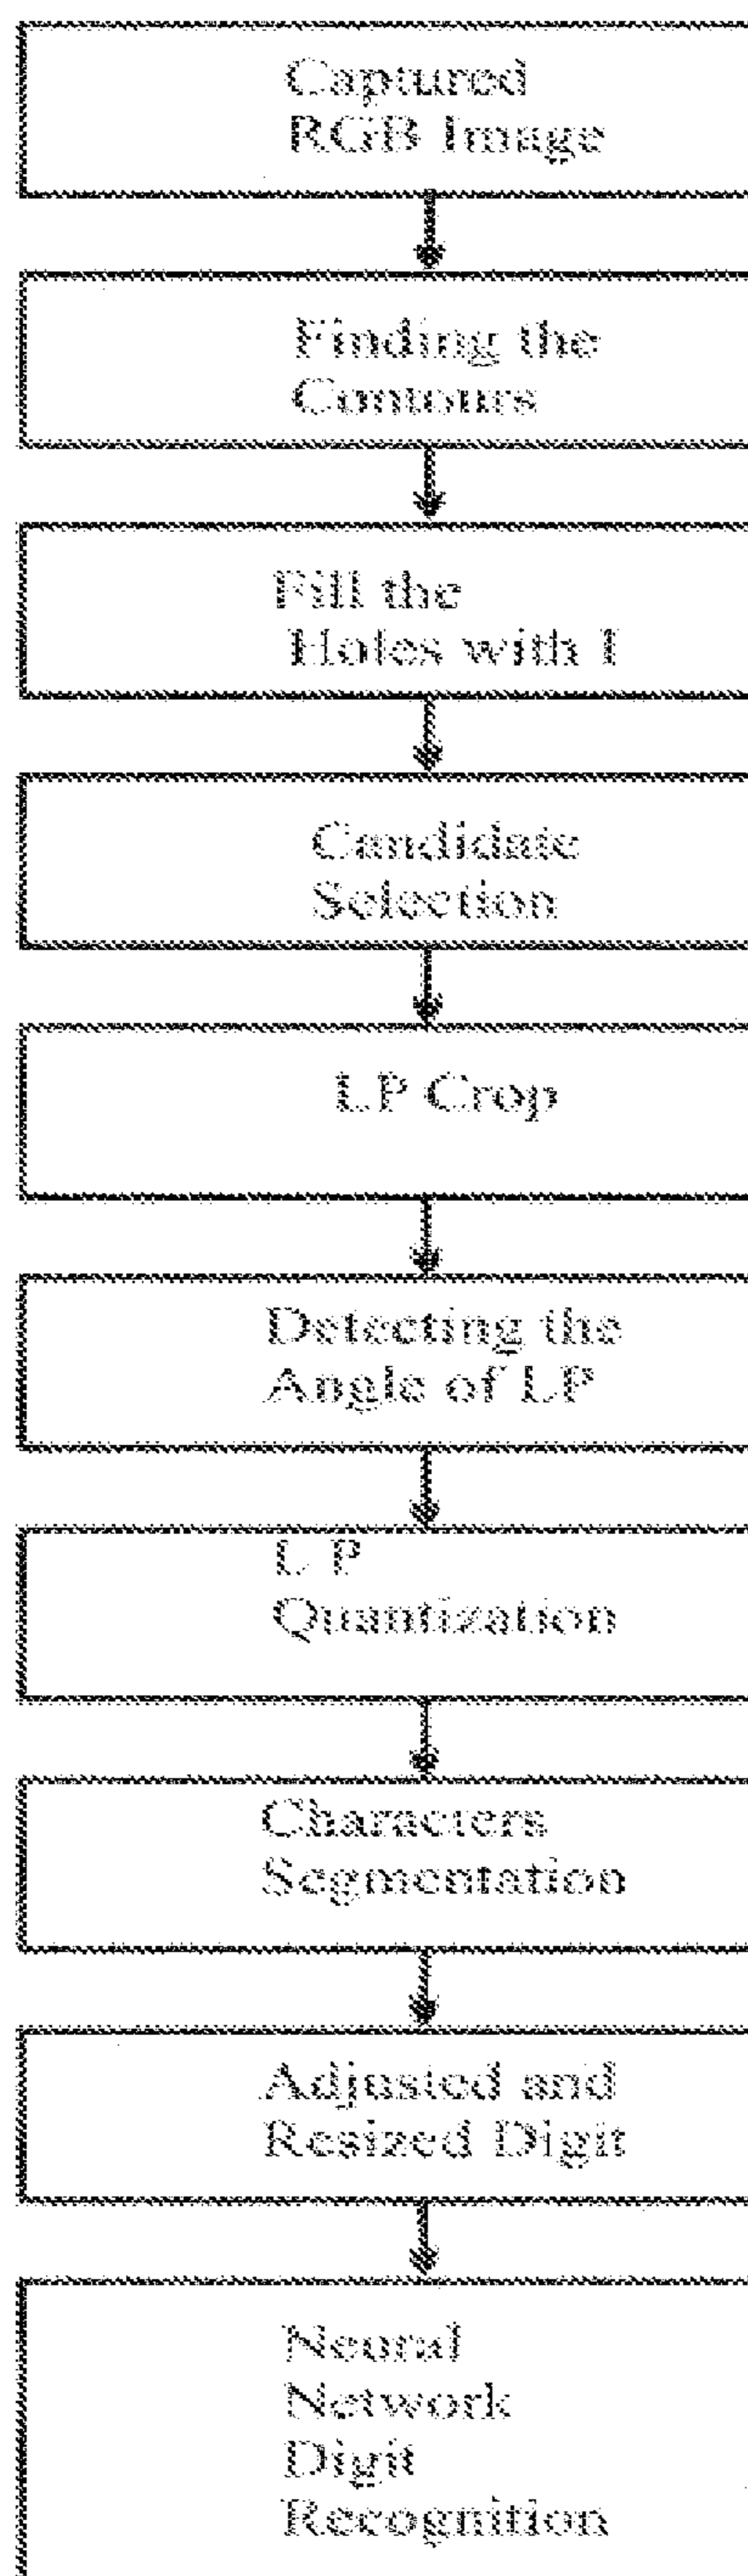 Captured
RGB Image
Finding the
Contours
Fill the
Holes with I
Candidate
Selection
LP Crop
Detecting the
Angle of LP
LP
Quantization
Characters
Segmentation
Adjusted and
Resized Digit
Neural
Network
Digit
Recognition